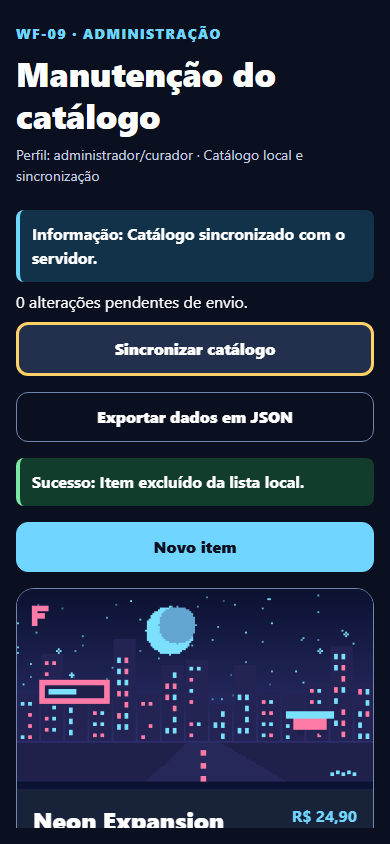 WF-09 · ADMINISTRAÇÃO
Manutenção do
catálogo
Perfil: administrador/curador · Catálogo local e
sincronização
Informação: Catálogo sincronizado com o
servidor.
0 alterações pendentes de envio.
Sincronizar catálogo
Exportar dados em JSON
Sucesso: Item excluído da lista local.
Novo item
F
Neon Expansion
R$ 24,90